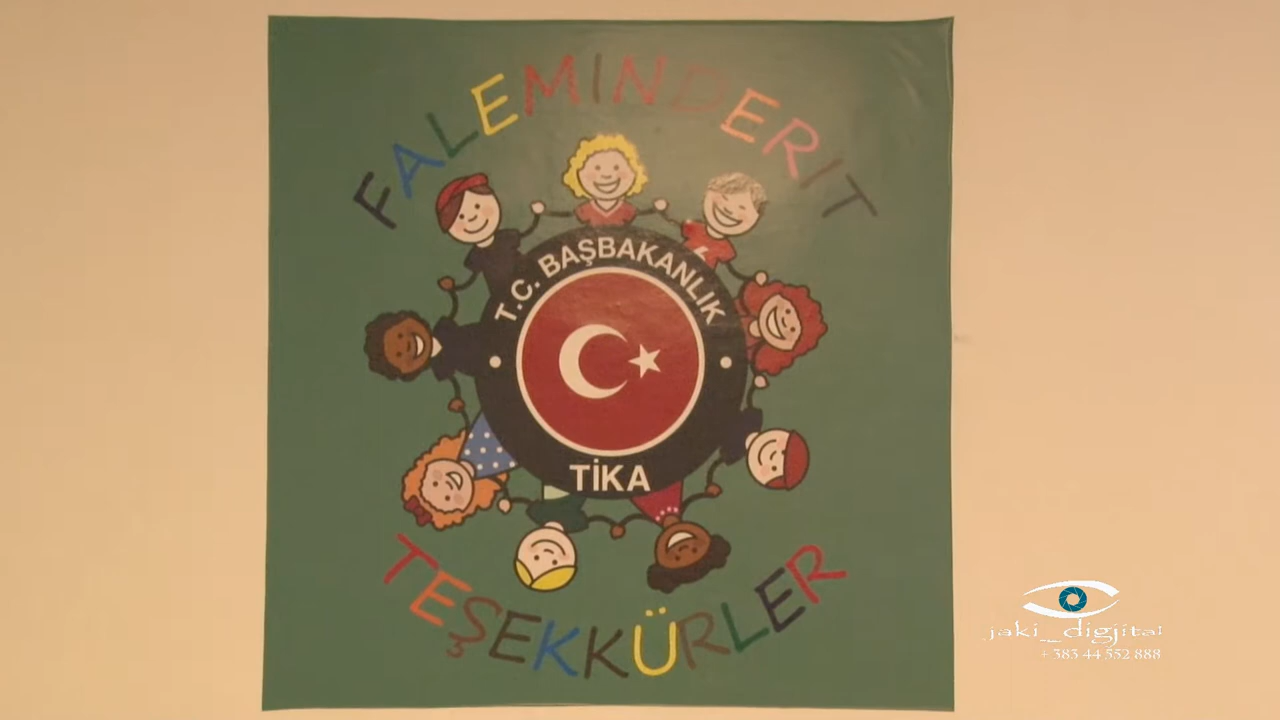 FALEMINDERIT
T.C. BAŞBAKANLIK
TİKA
TEŞEKKÜRLER
jaki_digjital
+383 44 552 888